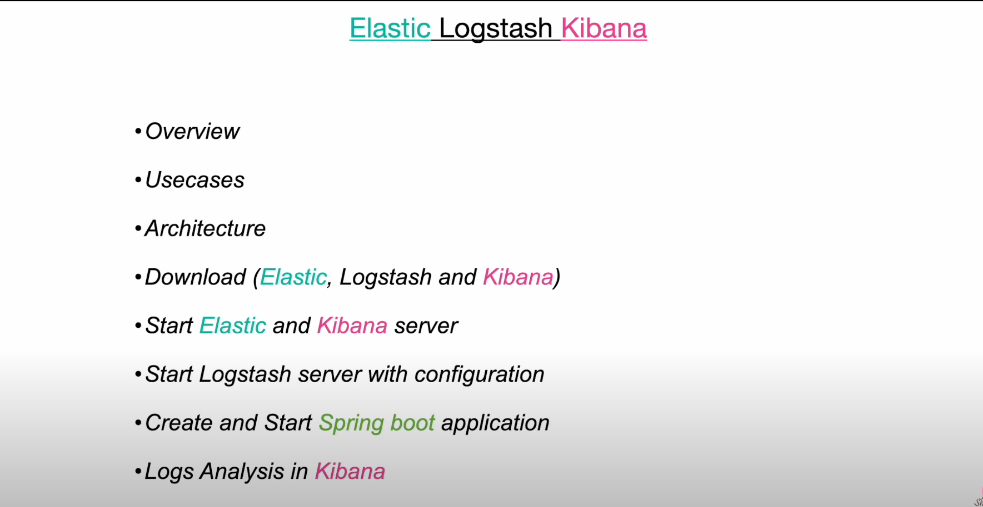 Elastic Logstash Kibana
•Overview
•Usecases
•Architecture
•Download (Elastic, Logstash and Kibana)
•Start Elastic and Kibana server
•Start Logstash server with configuration
•Create and Start Spring boot application
•Logs Analysis in Kibana